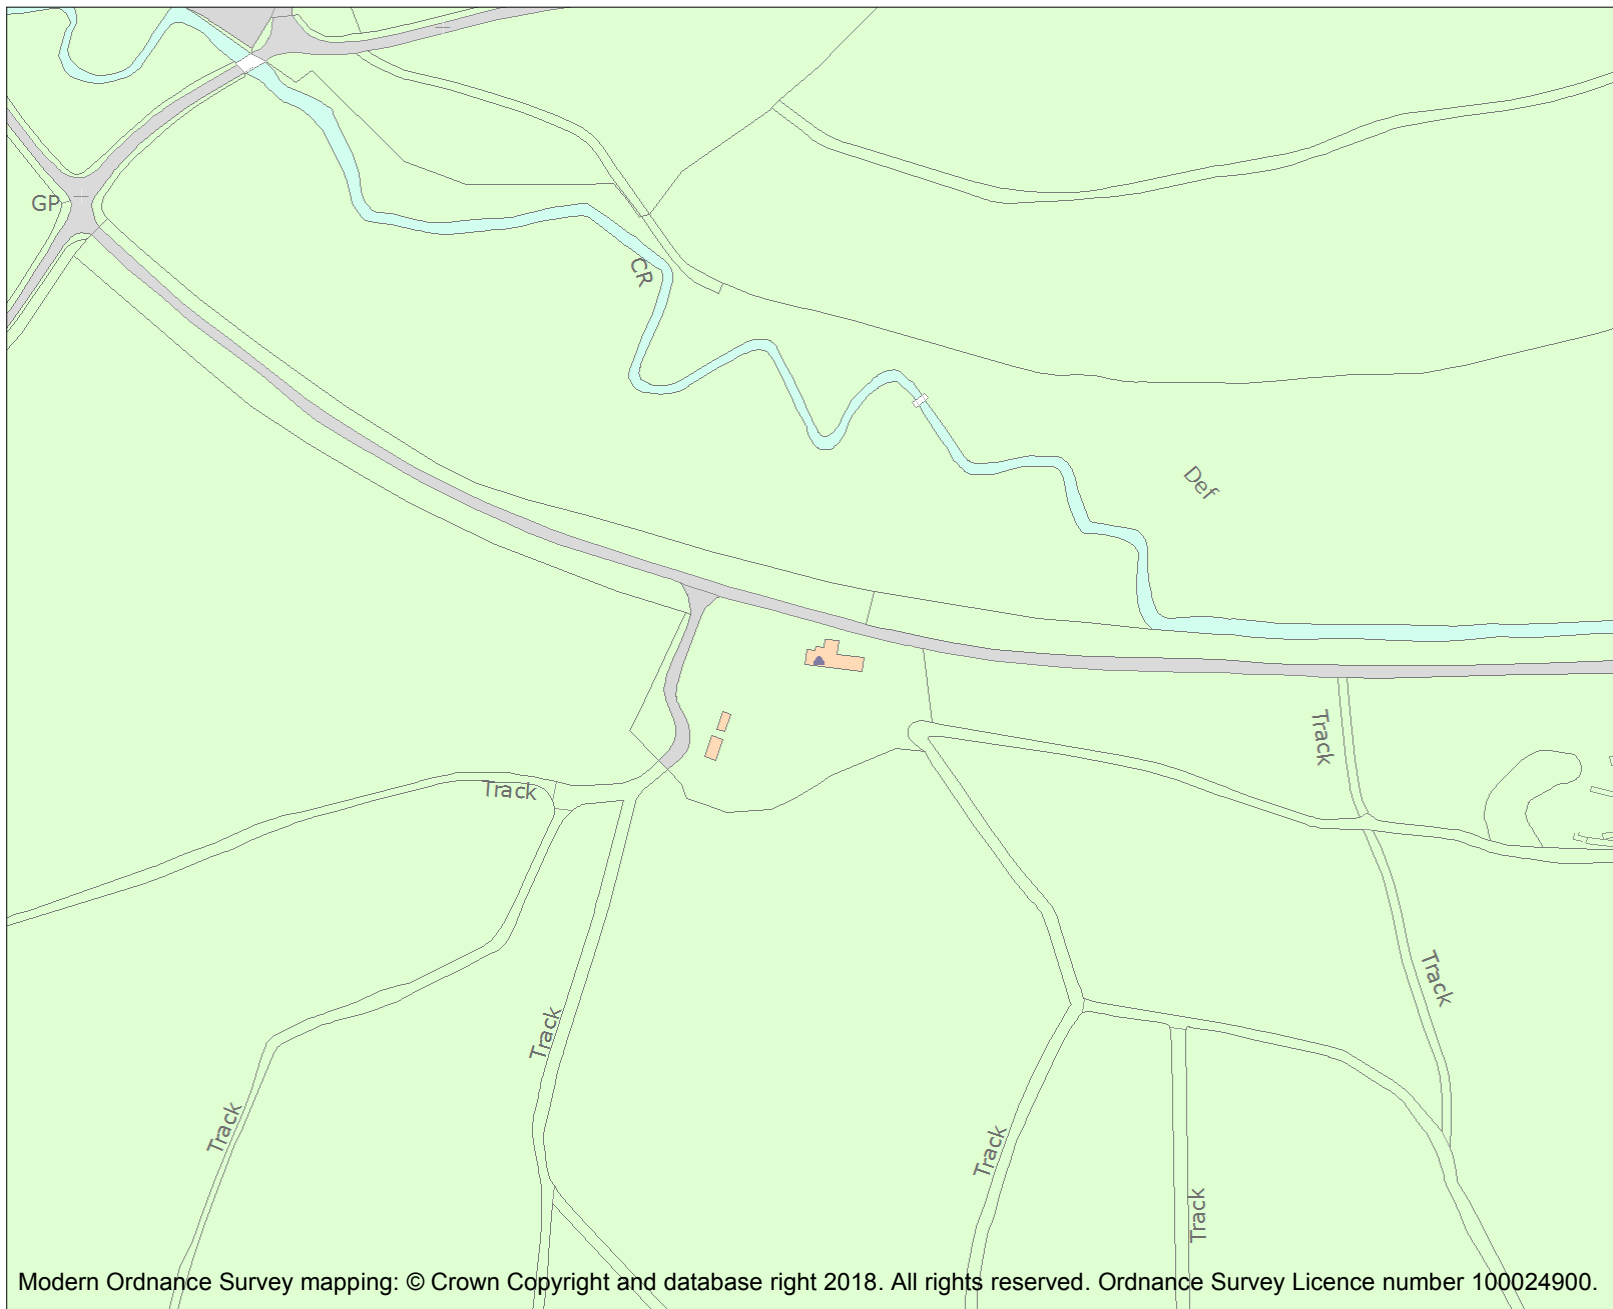 GP
CR
Def
Track
Track
Track
Track
Track
Track
Track
Modern Ordnance Survey mapping: © Crown Copyright and database right 2018. All rights reserved. Ordnance Survey Licence number 100024900.